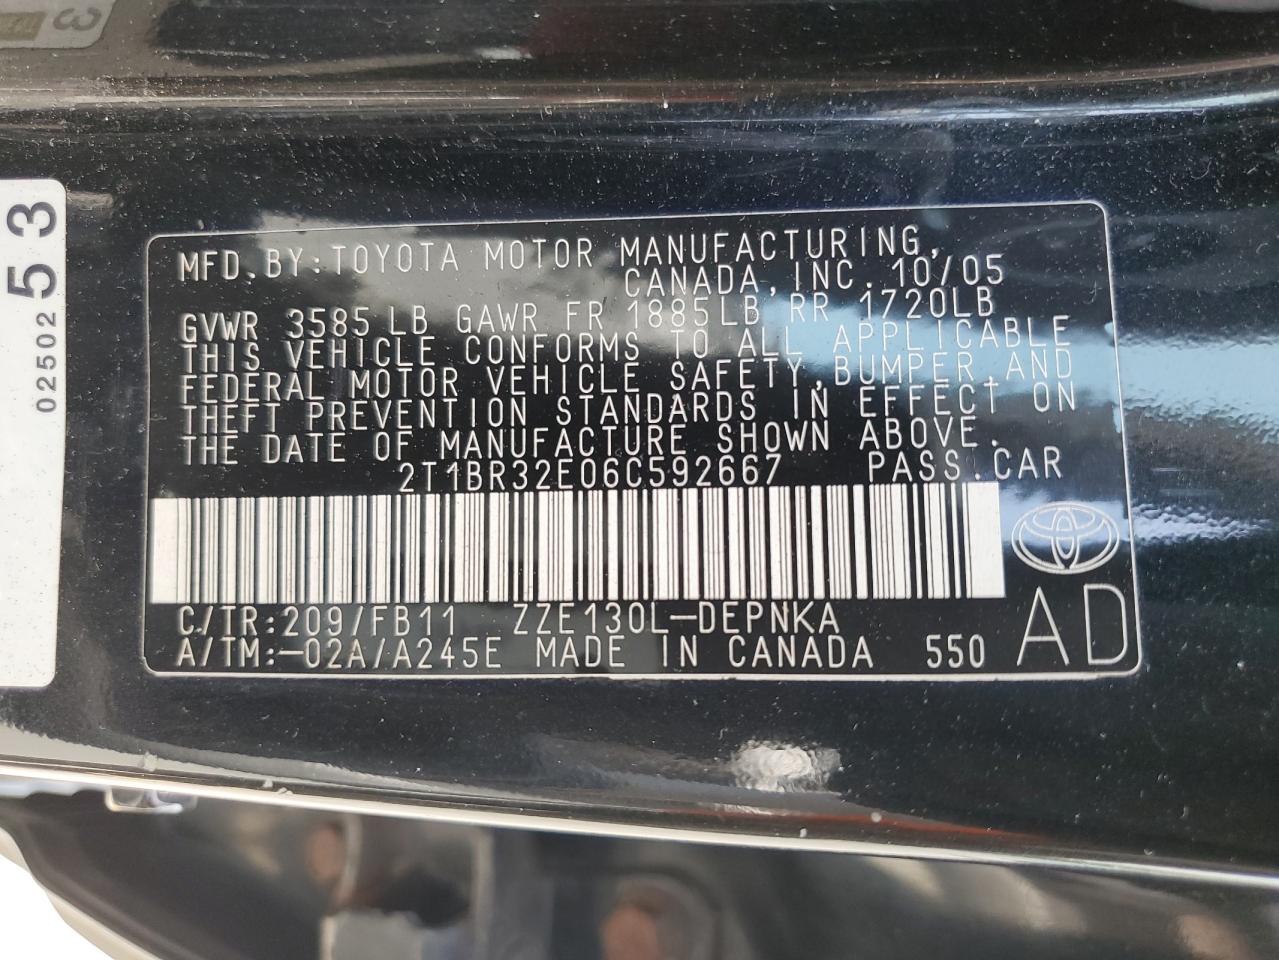 MFD.BY:TOYOTA MOTOR MANUFACTURING,
CANADA,INC. 10/05
GVWR 3585LB GAWR FR 1885LB RR 1720LB
THIS VEHICLE CONFORMS TO ALL APPLICABLE
FEDERAL MOTOR VEHICLE SAFETY,BUMPER,AND
THEFT PREVENTION STANDARDS IN EFFECT ON
THE DATE OF MANUFACTURE SHOWN ABOVE.
2T1BR32E06C592667 PASS.CAR
C/TR:209/FB11 ZZE130L-DEPNKA
A/TM:-02A/A245E MADE IN CANADA 550
AD
53
02502
3